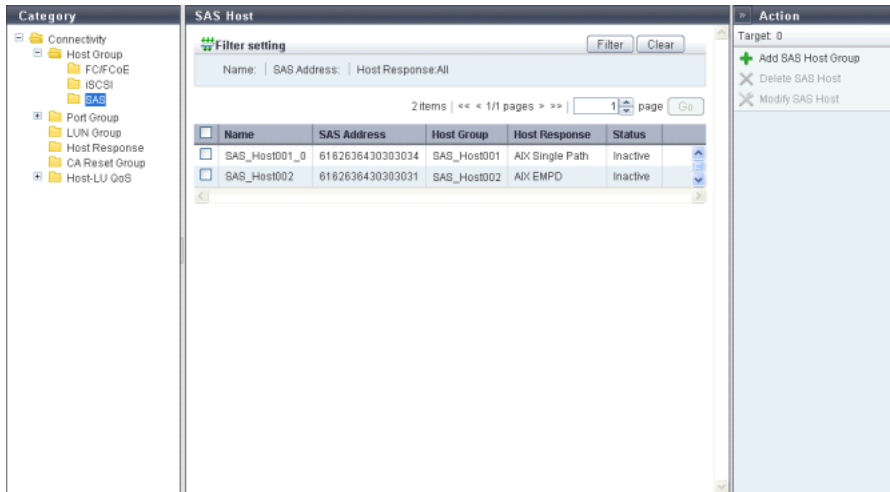 Category
Connectivity
Host Group
FC/FCoE
iSCSI
SAS
Port Group
LUN Group
Host Response
CA Reset Group
Host-LU QoS
SAS Host
Filter setting
Filter Clear
Name: | SAS Address: | Host Response:All
2 items | << < 1/1 pages > >> | 1 page Go
Name SAS Address Host Group Host Response Status
SAS_Host001_0 6162636430303034 SAS_Host001 AIX Single Path Inactive
SAS_Host002 6162636430303031 SAS_Host002 AIX EMPD Inactive
» Action
Target: 0
Add SAS Host Group
Delete SAS Host
Modify SAS Host